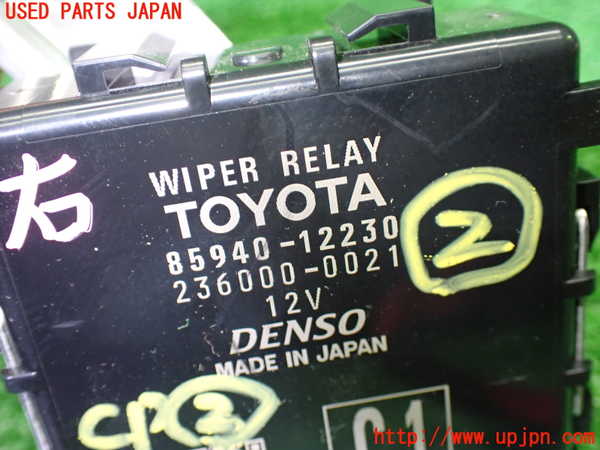 USED PARTS JAPAN
WIPER RELAY
右
TOYOTA
85940-12230
②
236000-0021
12V
DENSO
MADE IN JAPAN
http://www.upjpn.com